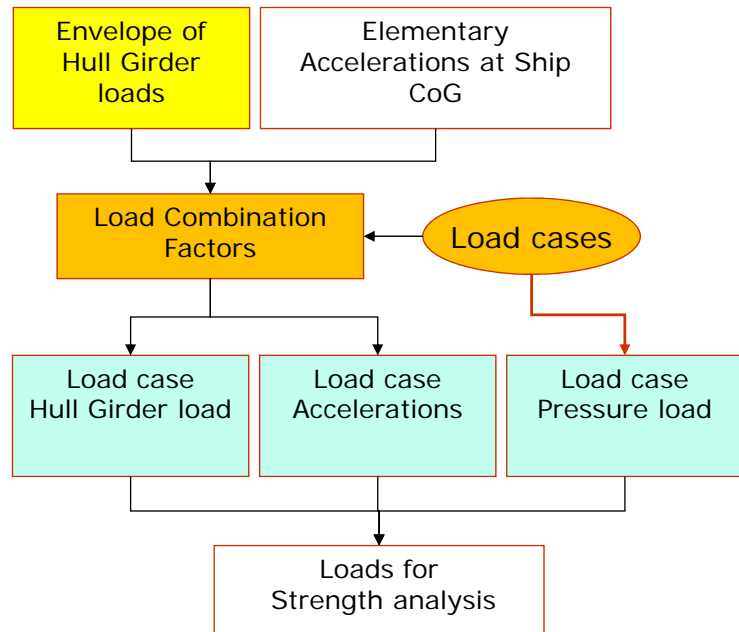 Envelope of
Hull Girder
loads
Elementary
Accelerations at Ship
CoG
Load Combination
Factors
Load cases
Load case
Hull Girder load
Load case
Accelerations
Load case
Pressure load
Loads for
Strength analysis